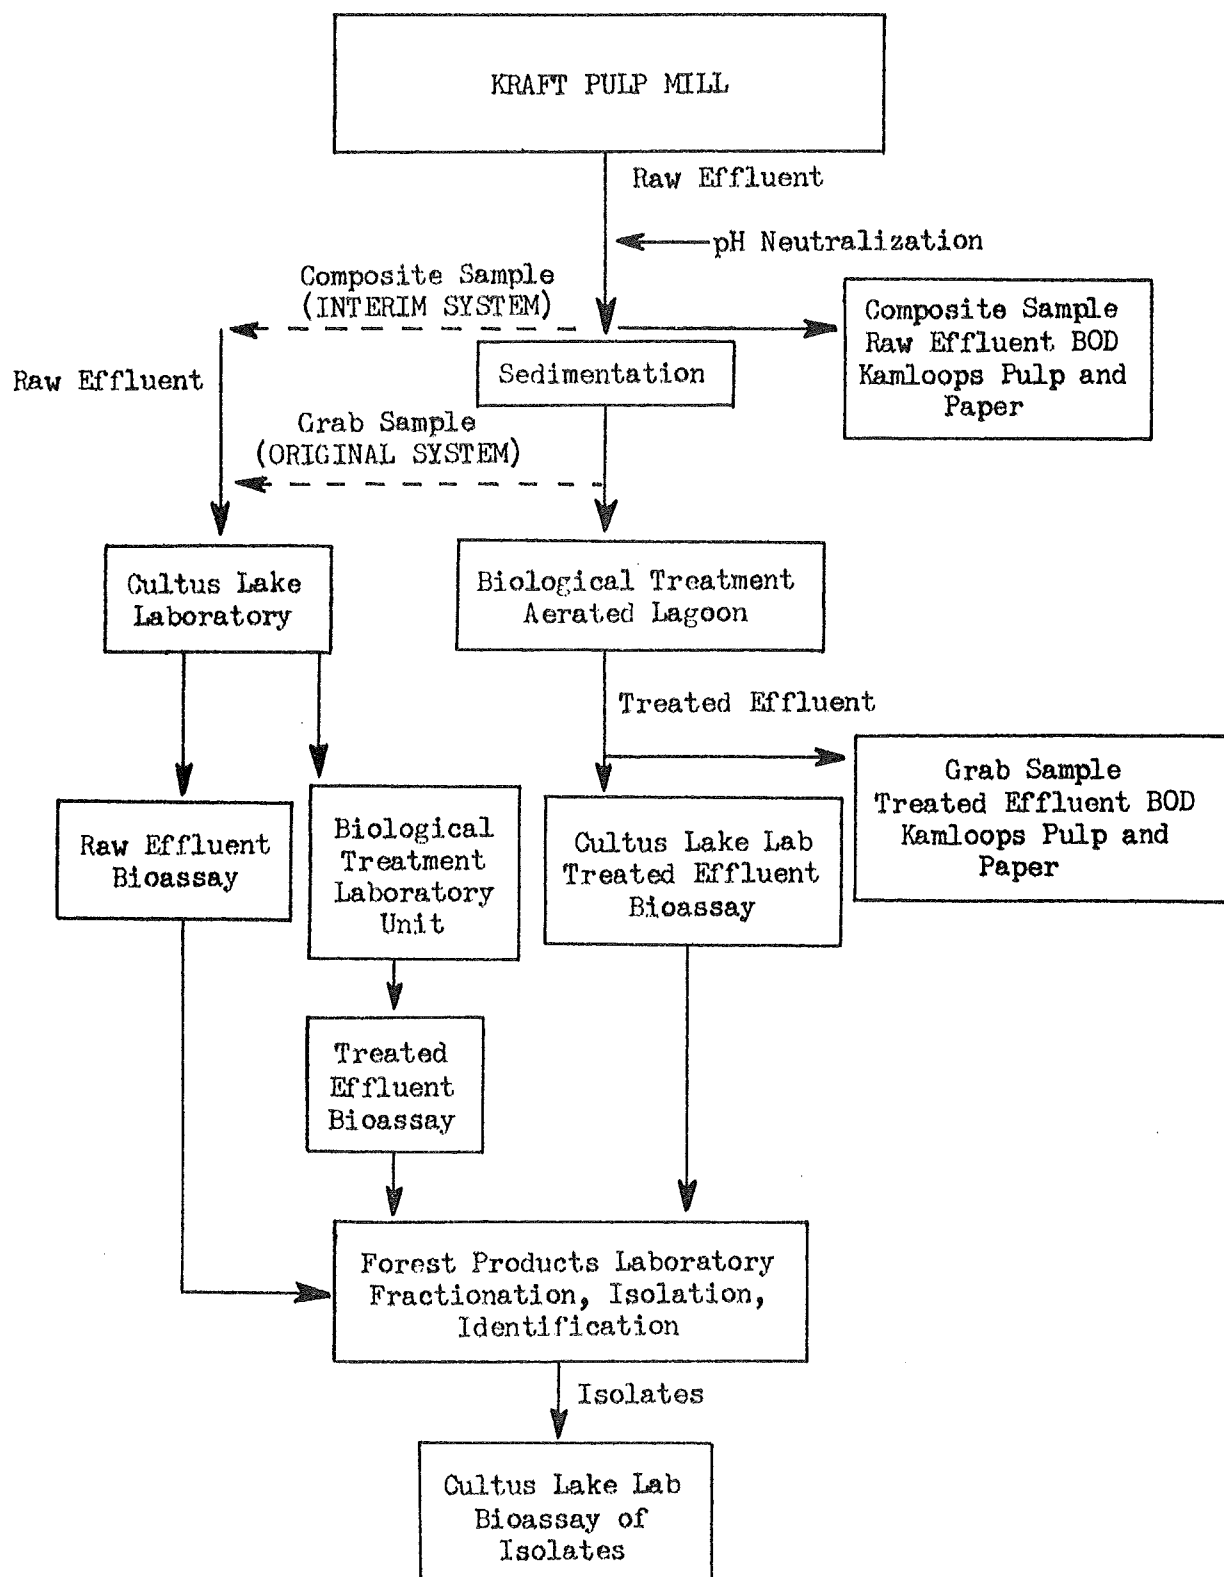 KRAFT PULP MILL
Raw Effluent
pH Neutralization
Composite Sample
(INTERIM SYSTEM)
Composite Sample
Raw Effluent BOD
Kamloops Pulp and
Paper
Raw Effluent
Sedimentation
Grab Sample
(ORIGINAL SYSTEM)
Cultus Lake
Laboratory
Biological Treatment
Aerated Lagoon
Treated Effluent
Grab Sample
Treated Effluent BOD
Kamloops Pulp and
Paper
Raw Effluent
Bioassay
Biological
Treatment
Laboratory
Unit
Cultus Lake Lab
Treated Effluent
Bioassay
Treated
Effluent
Bioassay
Forest Products Laboratory
Fractionation, Isolation,
Identification
Isolates
Cultus Lake Lab
Bioassay of
Isolates